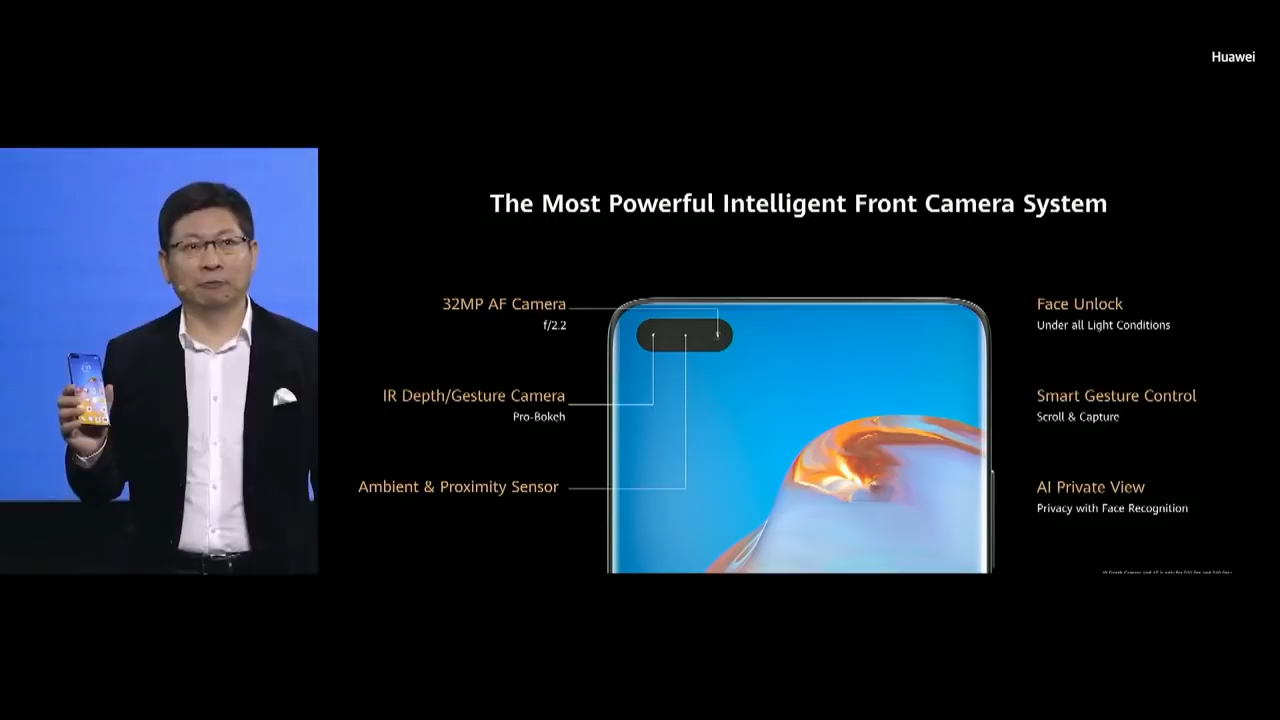 Huawei
The Most Powerful Intelligent Front Camera System
32MP AF Camera
f/2.2
IR Depth/Gesture Camera
Pro-Bokeh
Ambient & Proximity Sensor
Face Unlock
Under all Light Conditions
Smart Gesture Control
Scroll & Capture
AI Private View
Privacy with Face Recognition